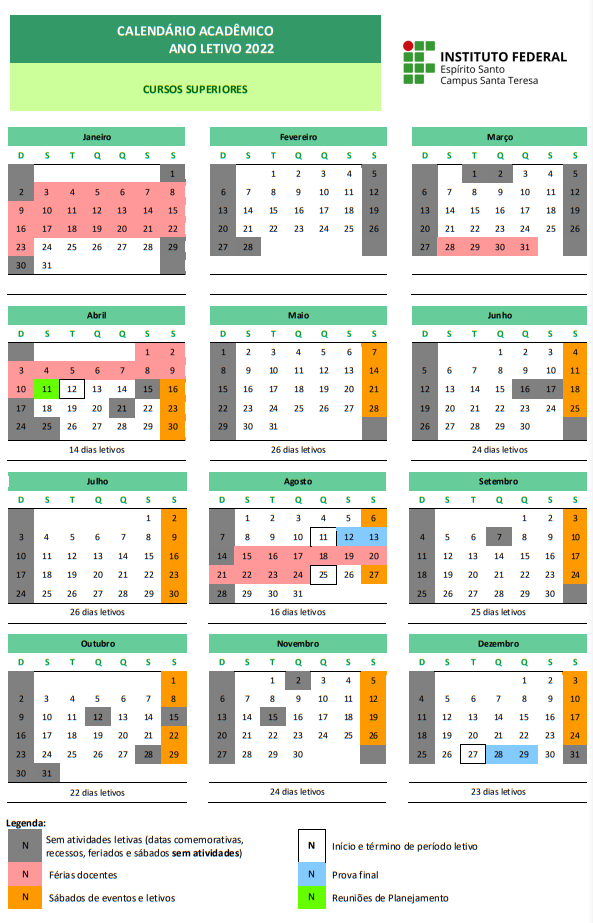 CALENDÁRIO ACADÊMICO
ANO LETIVO 2022
CURSOS SUPERIORES
INSTITUTO FEDERAL
Espírito Santo
Campus Santa Teresa
Janeiro
D S T Q Q S S
1
2 3 4 5 6 7 8
9 10 11 12 13 14 15
16 17 18 19 20 21 22
23 24 25 26 27 28 29
30 31
Fevereiro
D S T Q Q S S
1 2 3 4 5
6 7 8 9 10 11 12
13 14 15 16 17 18 19
20 21 22 23 24 25 26
27 28
Março
D S T Q Q S S
1 2 3 4 5
6 7 8 9 10 11 12
13 14 15 16 17 18 19
20 21 22 23 24 25 26
27 28 29 30 31
Abril
D S T Q Q S S
1 2
3 4 5 6 7 8 9
10 11 12 13 14 15 16
17 18 19 20 21 22 23
24 25 26 27 28 29 30
14 dias letivos
Maio
D S T Q Q S S
1 2 3 4 5 6 7
8 9 10 11 12 13 14
15 16 17 18 19 20 21
22 23 24 25 26 27 28
29 30 31
26 dias letivos
Junho
D S T Q Q S S
1 2 3 4
5 6 7 8 9 10 11
12 13 14 15 16 17 18
19 20 21 22 23 24 25
26 27 28 29 30
24 dias letivos
Julho
D S T Q Q S S
1 2
3 4 5 6 7 8 9
10 11 12 13 14 15 16
17 18 19 20 21 22 23
24 25 26 27 28 29 30
26 dias letivos
Agosto
D S T Q Q S S
1 2 3 4 5 6
7 8 9 10 11 12 13
14 15 16 17 18 19 20
21 22 23 24 25 26 27
28 29 30 31
16 dias letivos
Setembro
D S T Q Q S S
1 2 3
4 5 6 7 8 9 10
11 12 13 14 15 16 17
18 19 20 21 22 23 24
25 26 27 28 29 30
25 dias letivos
Outubro
D S T Q Q S S
1
2 3 4 5 6 7 8
9 10 11 12 13 14 15
16 17 18 19 20 21 22
23 24 25 26 27 28 29
30 31
22 dias letivos
Novembro
D S T Q Q S S
1 2 3 4 5
6 7 8 9 10 11 12
13 14 15 16 17 18 19
20 21 22 23 24 25 26
27 28 29 30
24 dias letivos
Dezembro
D S T Q Q S S
1 2 3
4 5 6 7 8 9 10
11 12 13 14 15 16 17
18 19 20 21 22 23 24
25 26 27 28 29 30 31
23 dias letivos
Legenda:
N Sem atividades letivas (datas comemorativas,
recessos, feriados e sábados sem atividades)
N Férias docentes
N Sábados de eventos e letivos
N Início e término de período letivo
N Prova final
N Reuniões de Planejamento